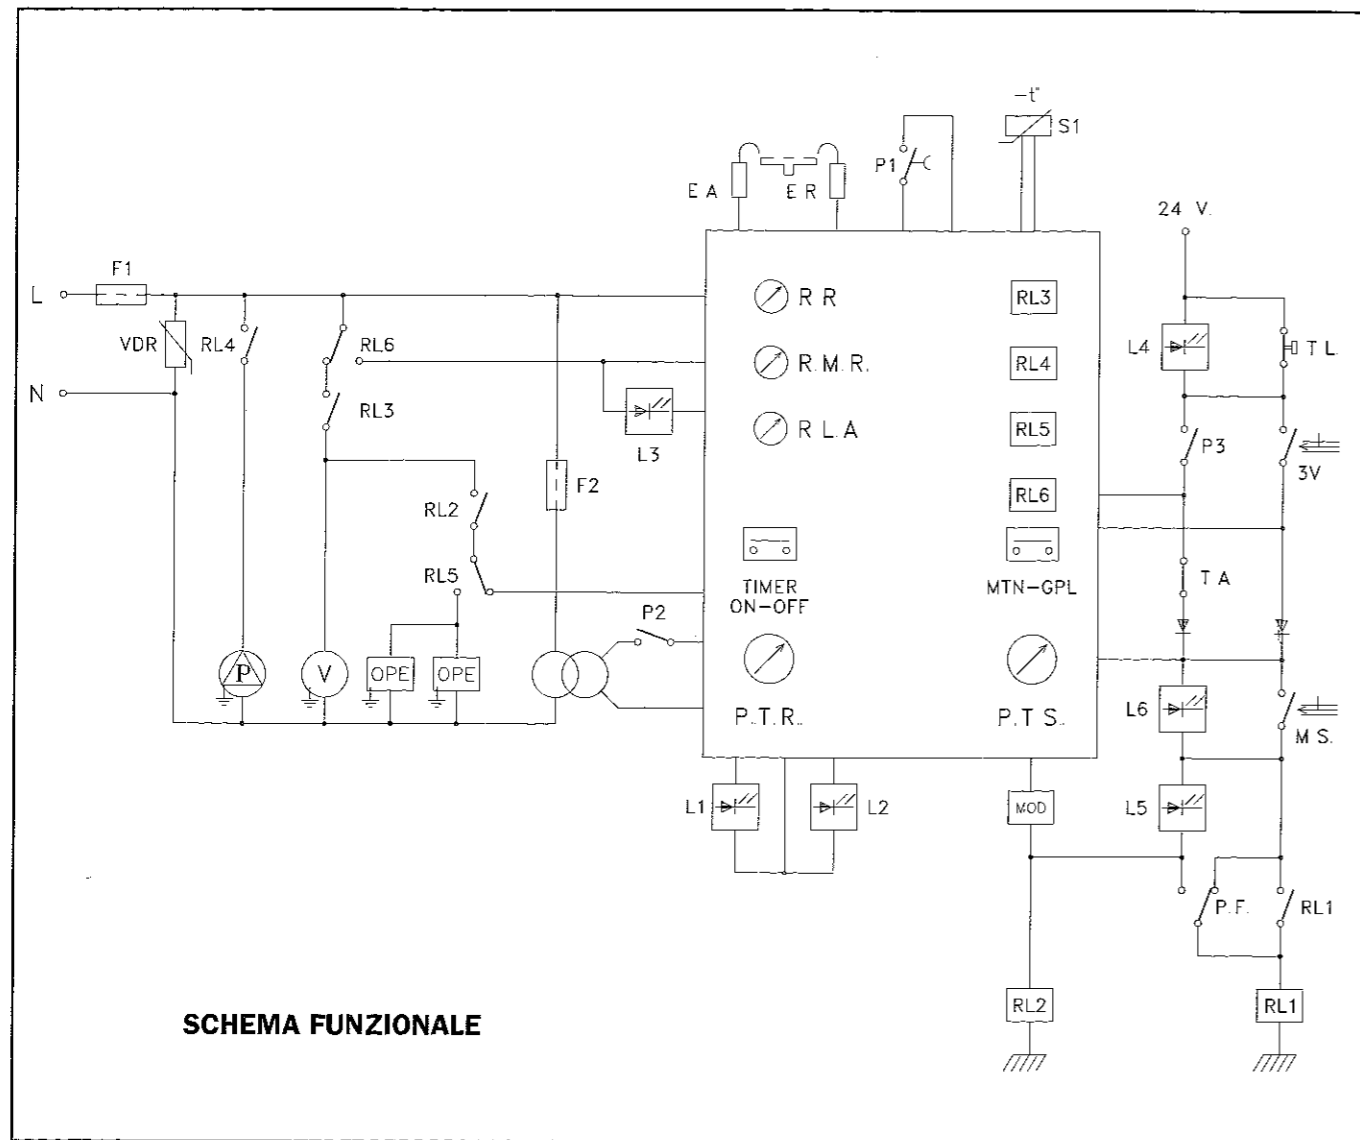 -t°
S1
P1
E A
E R
24 V.
F1
L
RL3
R R
VDR
RL4
RL6
L4
T L.
R.M.R.
RL4
N
RL3
R L.A
RL5
P3
L3
3V
F2
RL6
RL2
RL5
TIMER
ON-OFF
MTN-GPL
T A
P2
P
V
OPE
OPE
P.T.R.
P.T S.
L6
M S.
L1
L2
MOD
L5
P.F.
RL1
RL2
RL1
SCHEMA FUNZIONALE